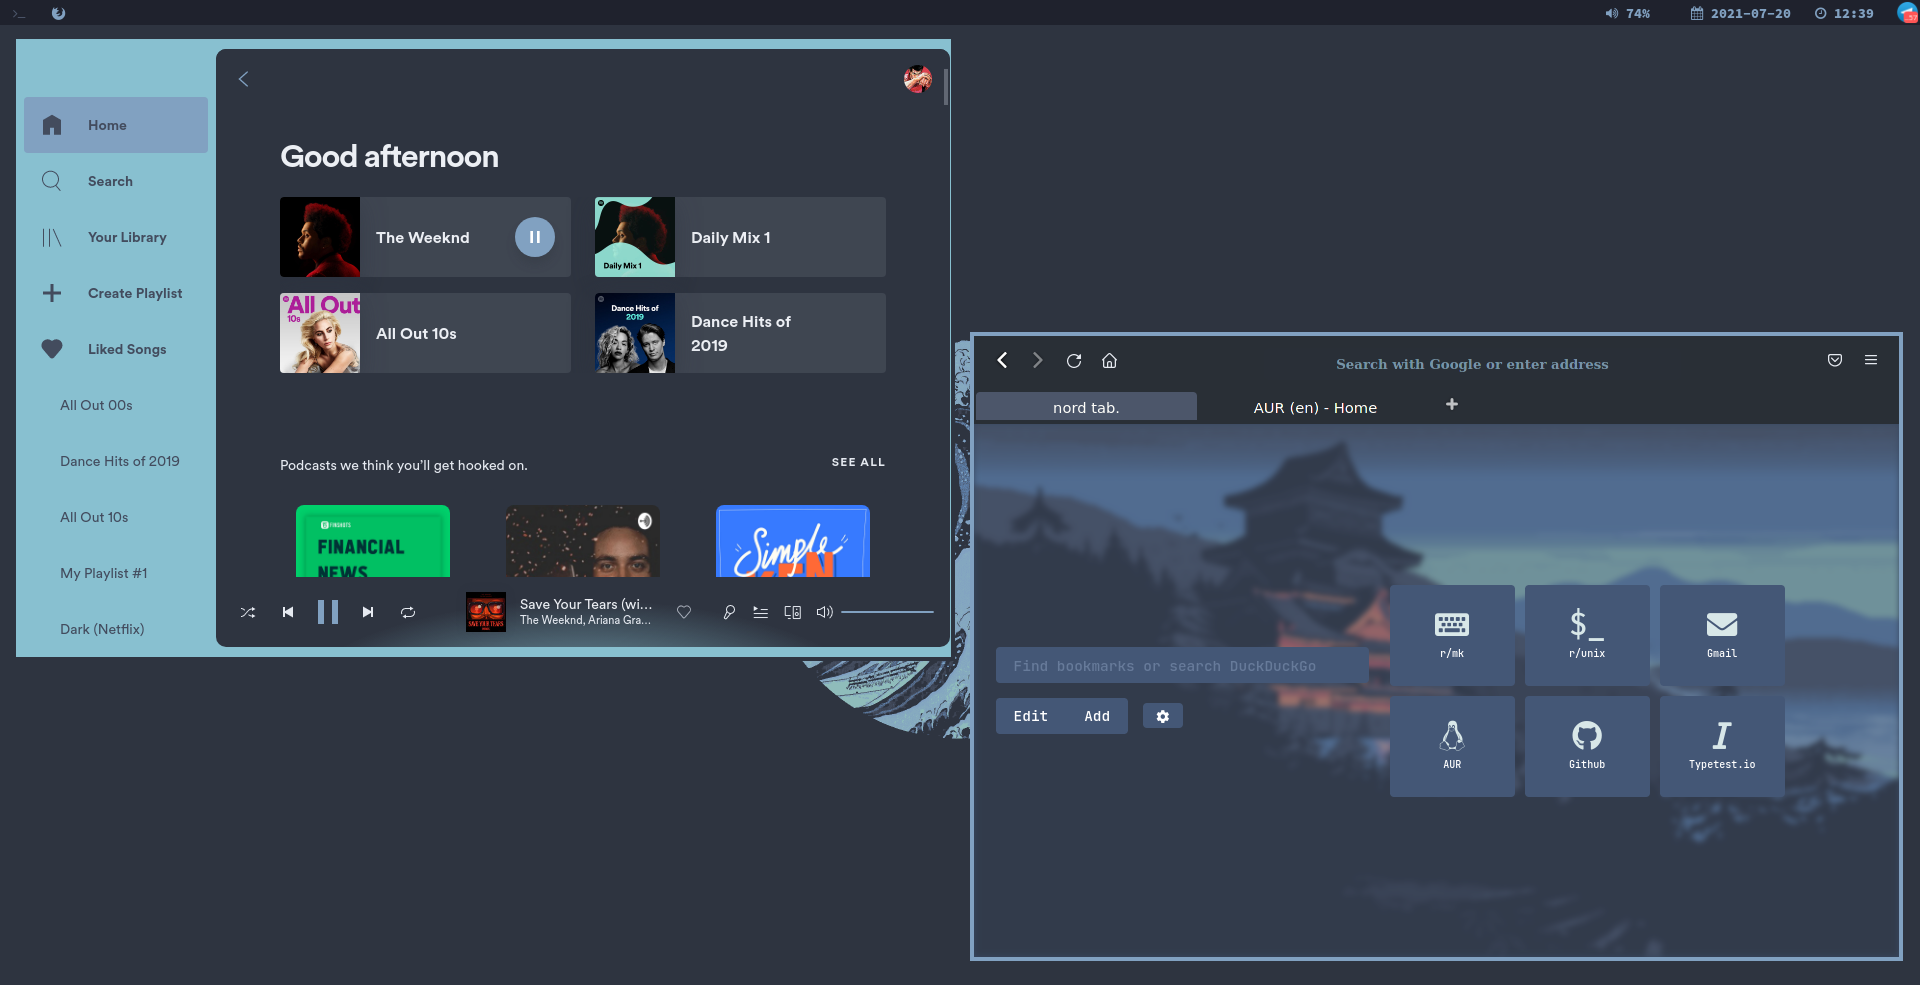 >_
74%
2021-07-20
12:39
Home
Search
Your Library
Create Playlist
Liked Songs
All Out 00s
Dance Hits of 2019
All Out 10s
My Playlist #1
Dark (Netflix)
Good afternoon
The Weeknd
Daily Mix 1
Daily Mix 1
All Out
10s
All Out 10s
Dance Hits of
2019
Dance Hits of
2019
Podcasts we think you'll get hooked on.
SEE ALL
FINANCIAL
NEWS
Simple
KEN
SAVE YOUR TEARS
Save Your Tears (wi...
The Weeknd, Ariana Gra...
Search with Google or enter address
nord tab.
AUR (en) - Home
+
Find bookmarks or search DuckDuckGo
Edit
Add
r/mk
$_
r/unix
Gmail
AUR
Github
I
Typetest.io